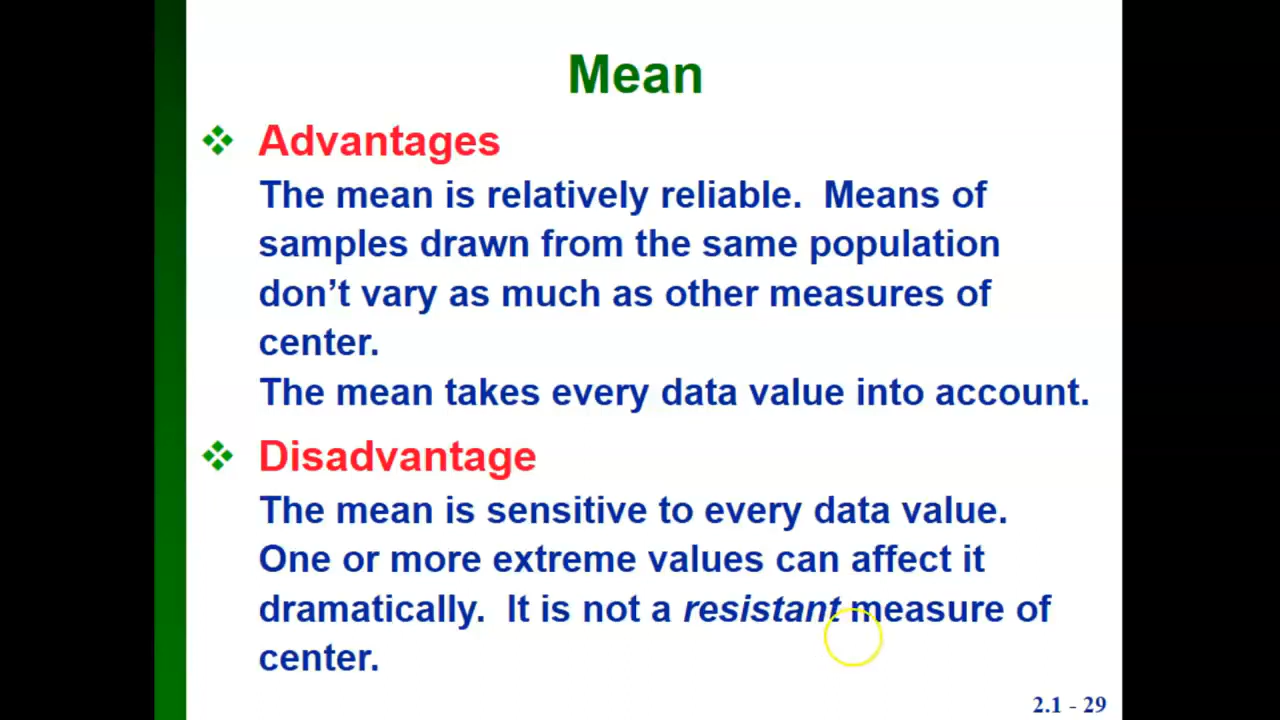 Mean
Advantages
The mean is relatively reliable. Means of
samples drawn from the same population
don't vary as much as other measures of
center.
The mean takes every data value into account.
Disadvantage
The mean is sensitive to every data value.
One or more extreme values can affect it
dramatically. It is not a resistant measure of
center.
2.1 - 29